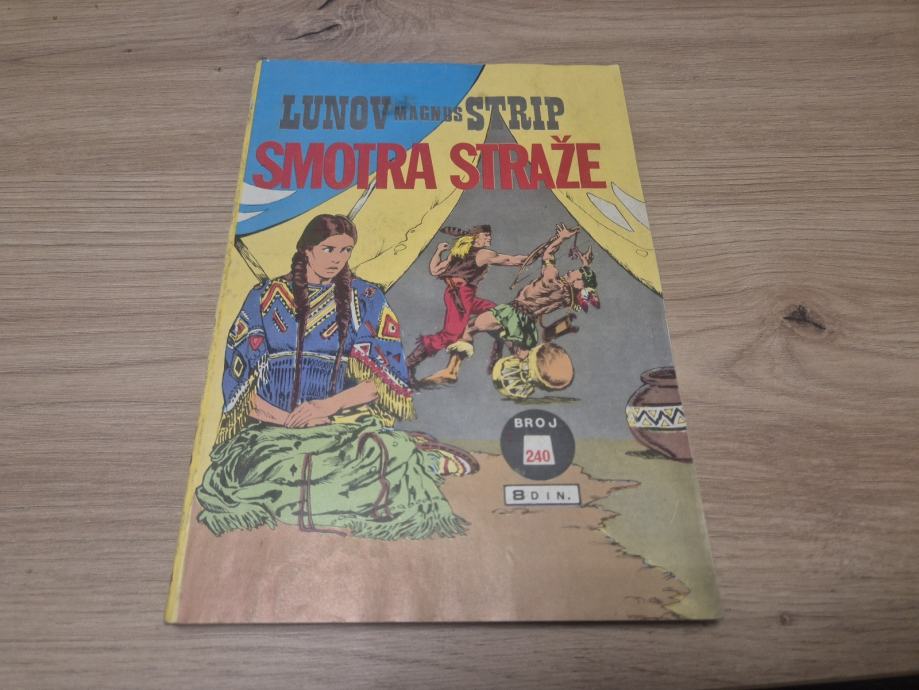 LUNOV MAGNUS STRIP
SMOTRA STRAŽE
BROJ
240
8 DIN.